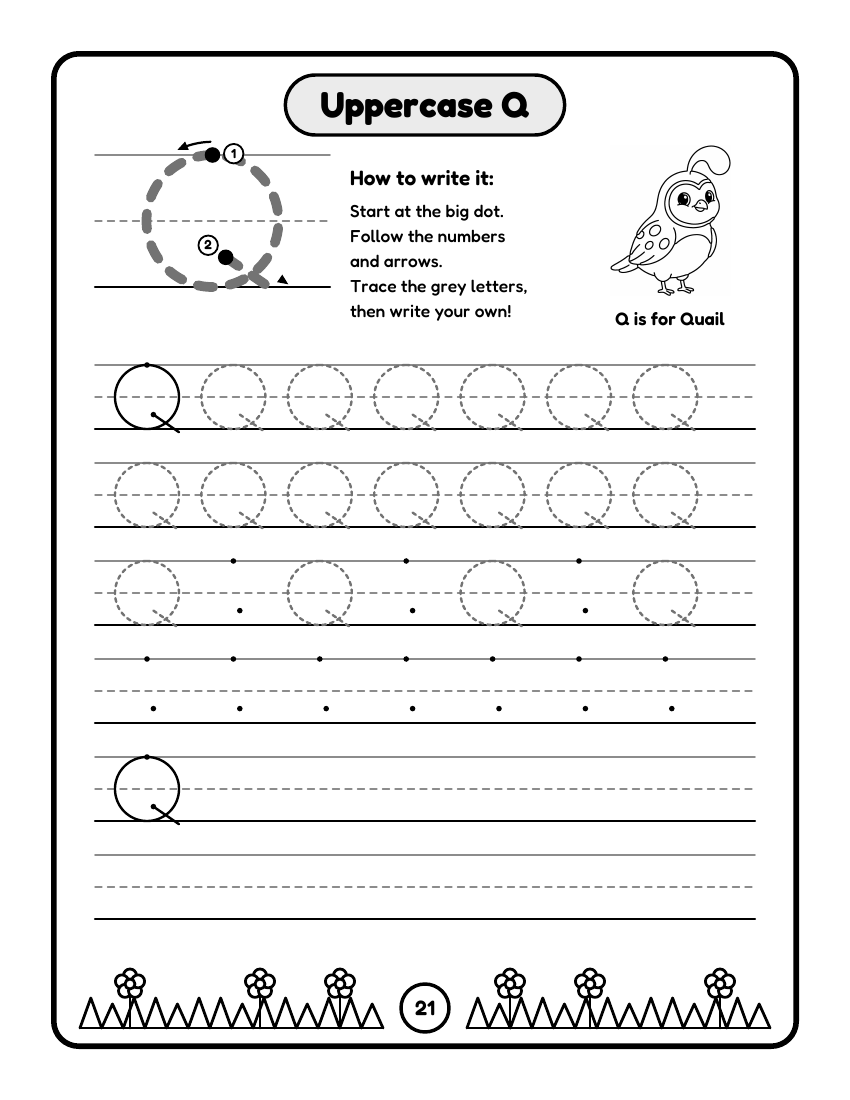 Uppercase Q
1
2
How to write it:
Start at the big dot.
Follow the numbers
and arrows.
Trace the grey letters,
then write your own!
Q is for Quail
Q Q Q Q Q Q Q
Q Q Q Q Q Q Q
Q Q Q Q
Q
21